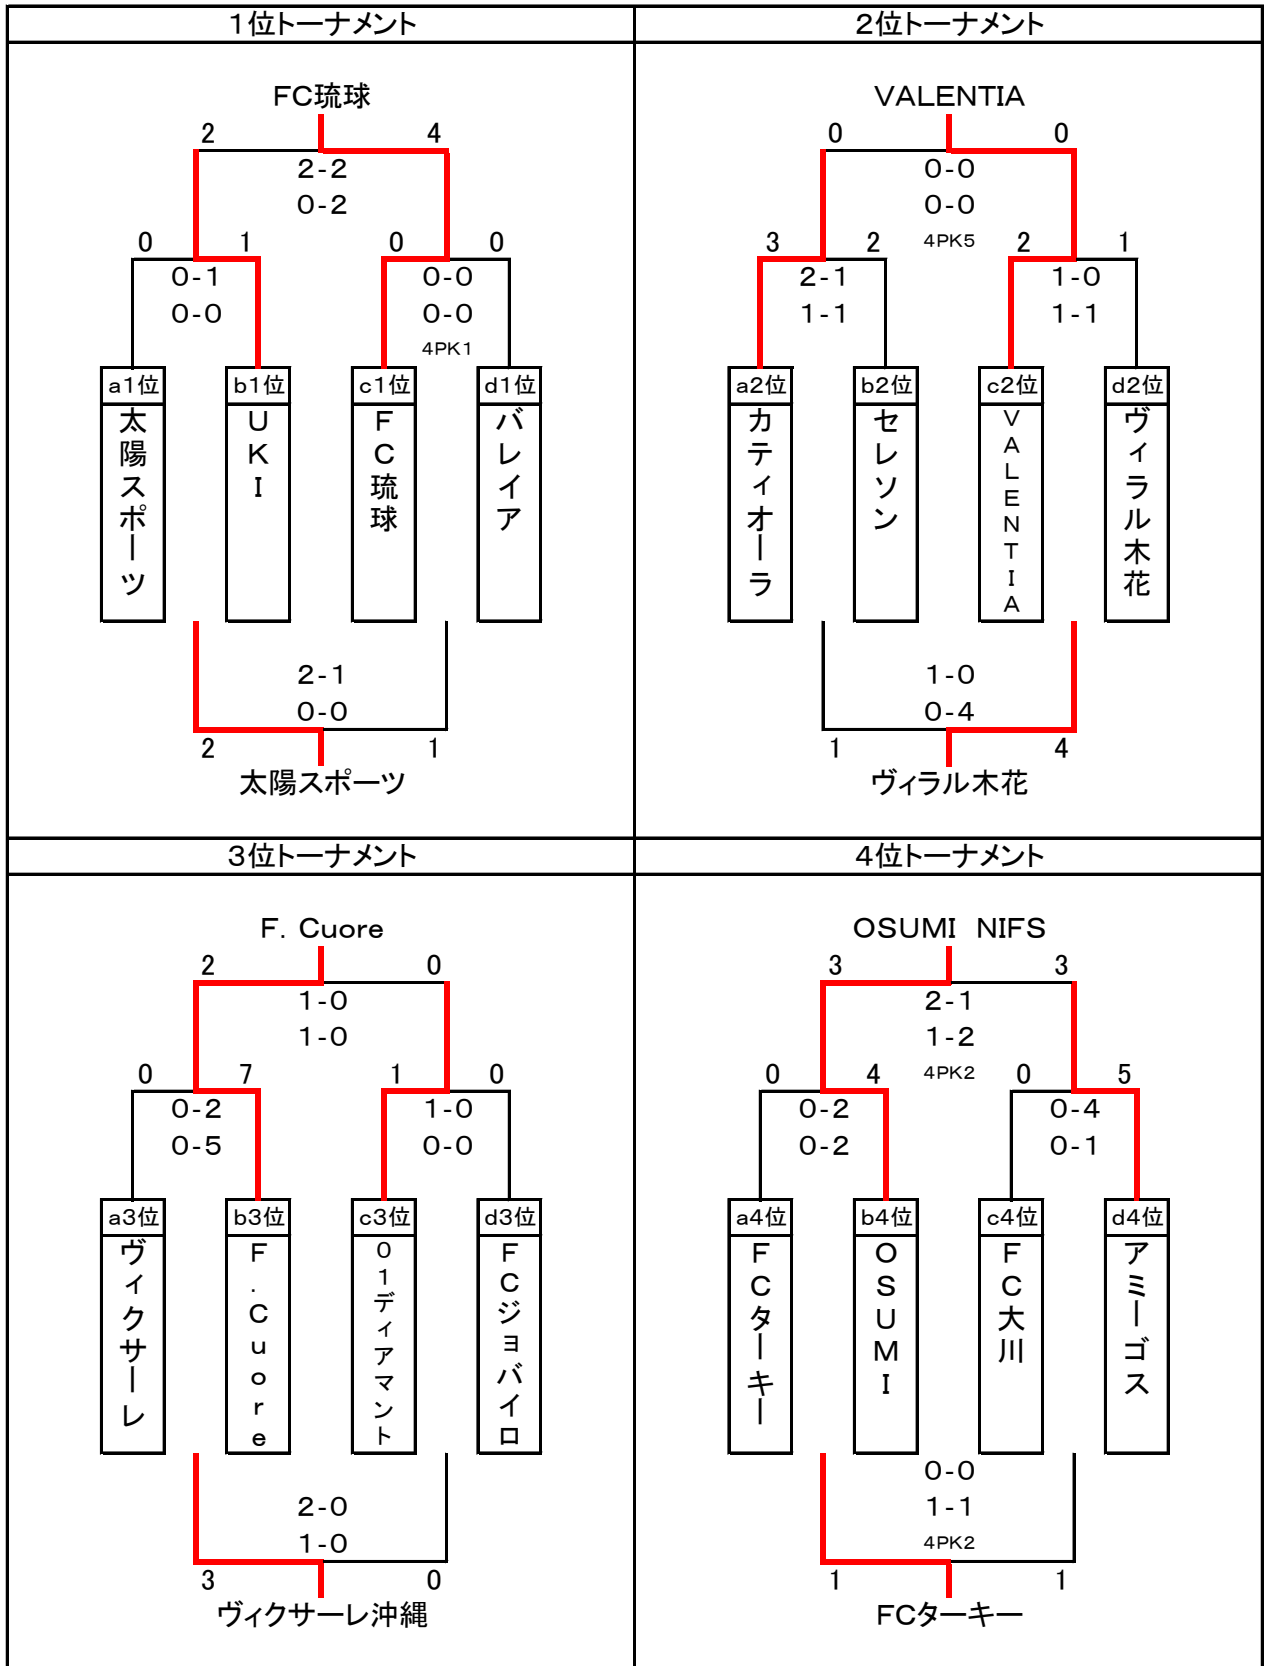 1位トーナメント
FC琉球
2 4
2-2
0-2
0 1 0 0
0-1 0-0
0-0 0-0
4PK1
a1位 b1位 c1位 d1位
太陽スポーツ
UKI
FC琉球
バレイア
2-1
0-0
2 1
太陽スポーツ
2位トーナメント
VALENTIA
0 0
0-0
0-0
4PK5
3 2 2 1
2-1 1-0
1-1 1-1
a2位 b2位 c2位 d2位
カティオーラ
セレソン
VALENTIA
ヴィラル木花
1-0
0-4
1 4
ヴィラル木花
3位トーナメント
F. Cuore
2 0
1-0
1-0
0 7 1 0
0-2 1-0
0-5 0-0
a3位 b3位 c3位 d3位
ヴィクサーレ
F.Cuore
01ディアマント
FCジョバイロ
2-0
1-0
3 0
ヴィクサーレ沖縄
4位トーナメント
OSUMI NIFS
3 3
2-1
1-2
4PK2
0 4 0 5
0-2 0-4
0-2 0-1
a4位 b4位 c4位 d4位
FCターキー
OSUMI
FC大川
アミーゴス
0-0
1-1
4PK2
1 1
FCターキー